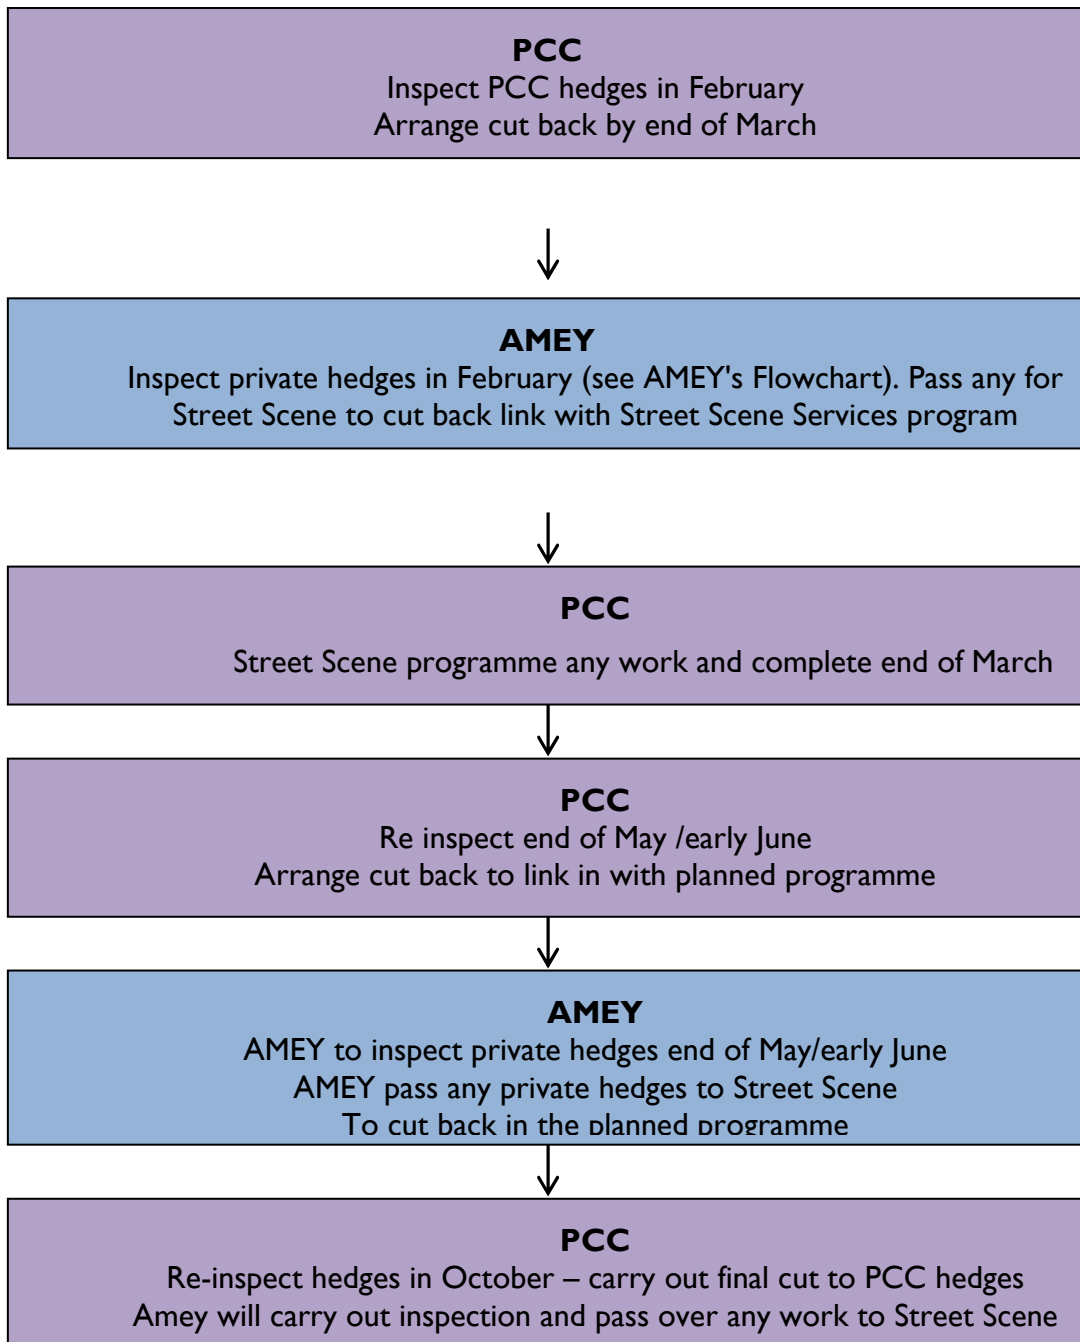 PCC
Inspect PCC hedges in February
Arrange cut back by end of March
AMEY
Inspect private hedges in February (see AMEY's Flowchart). Pass any for
Street Scene to cut back link with Street Scene Services program
PCC
Street Scene programme any work and complete end of March
PCC
Re inspect end of May /early June
Arrange cut back to link in with planned programme
AMEY
AMEY to inspect private hedges end of May/early June
AMEY pass any private hedges to Street Scene
To cut back in the planned programme
PCC
Re-inspect hedges in October – carry out final cut to PCC hedges
Amey will carry out inspection and pass over any work to Street Scene